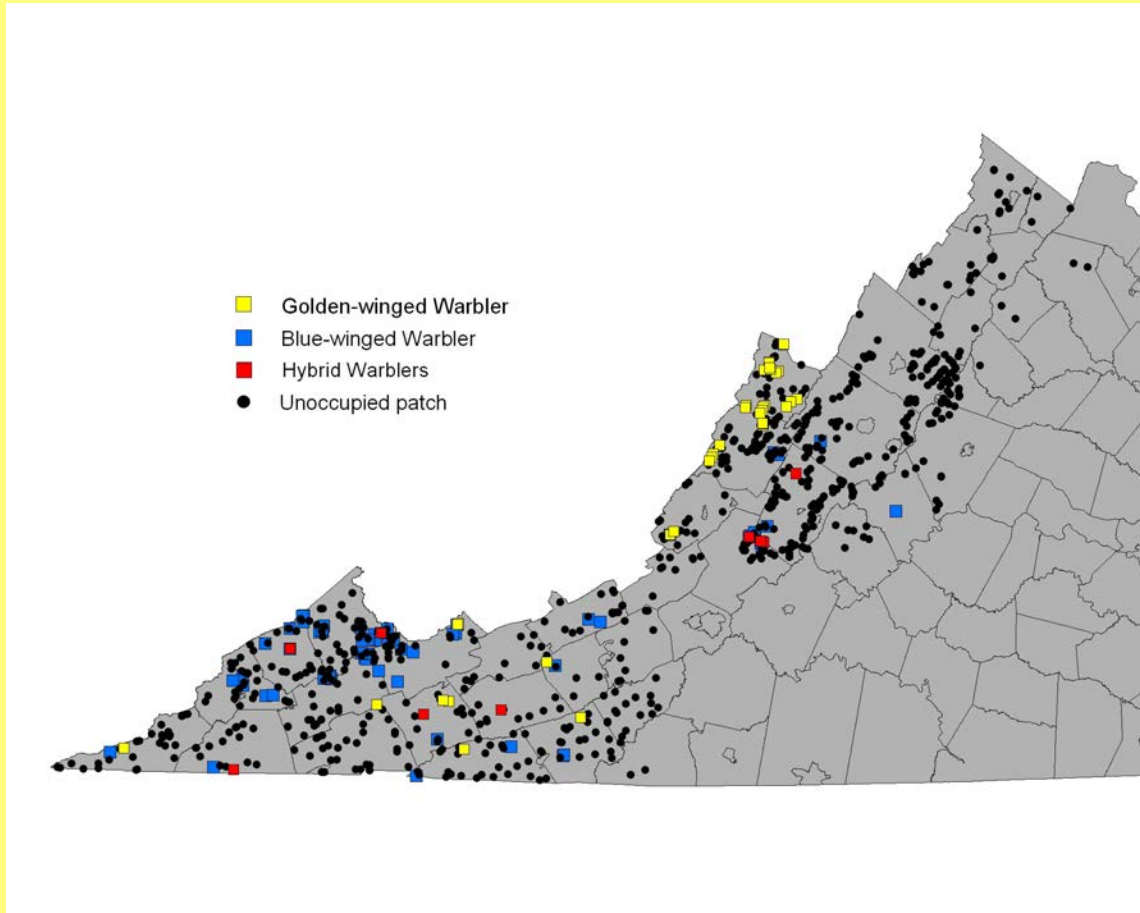 Golden-winged Warbler
Blue-winged Warbler
Hybrid Warblers
Unoccupied patch